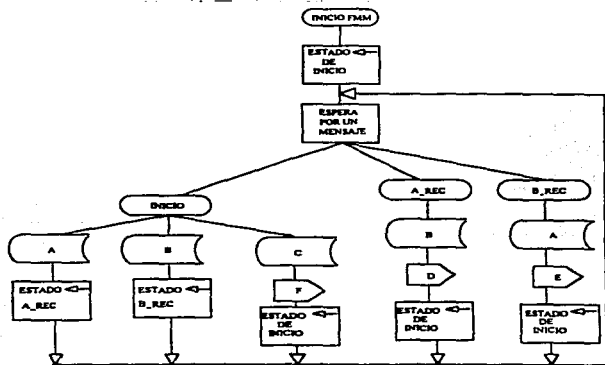 INICIO FMM
ESTADO
DE
INICIO
ESPERA
POR UN
MENSAJE
INICIO
A_REC
B_REC
A
B
C
B
A
ESTADO
A_REC
ESTADO
B_REC
F
D
E
ESTADO
DE
INICIO
ESTADO
DE
INICIO
ESTADO
DE
INICIO